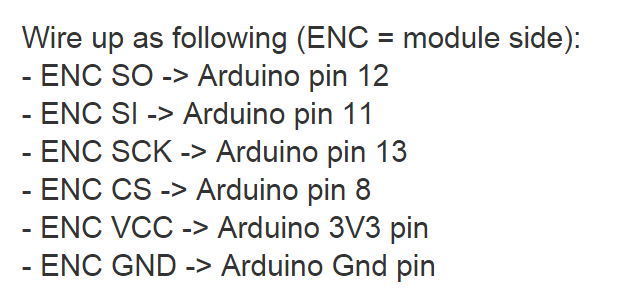 Wire up as following (ENC = module side):
- ENC SO -> Arduino pin 12
- ENC SI -> Arduino pin 11
- ENC SCK -> Arduino pin 13
- ENC CS -> Arduino pin 8
- ENC VCC -> Arduino 3V3 pin
- ENC GND -> Arduino Gnd pin